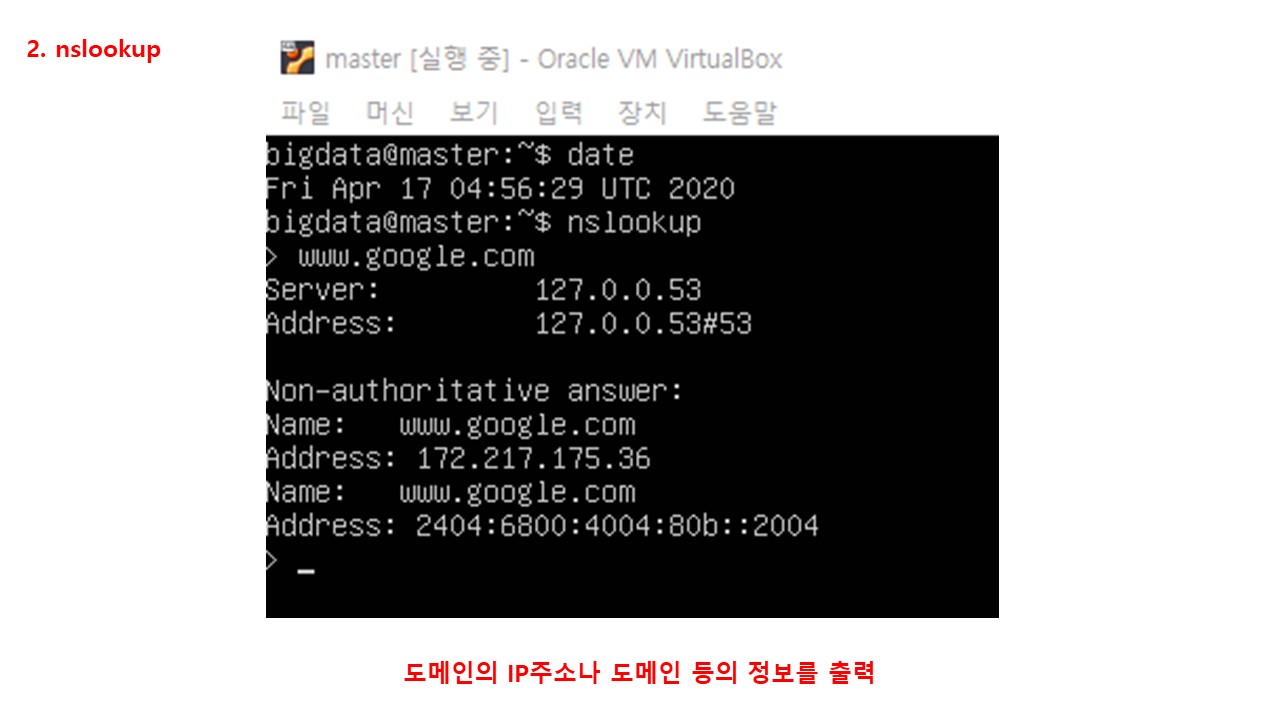 2. nslookup
master [실행 중] - Oracle VM VirtualBox
파일 머신 보기 입력 장치 도움말
bigdata@master:~$ date
Fri Apr 17 04:56:29 UTC 2020
bigdata@master:~$ nslookup
> www.google.com
Server: 127.0.0.53
Address: 127.0.0.53#53
Non-authoritative answer:
Name: www.google.com
Address: 172.217.175.36
Name: www.google.com
Address: 2404:6800:4004:80b::2004
> _
도메인의 IP주소나 도메인 등의 정보를 출력